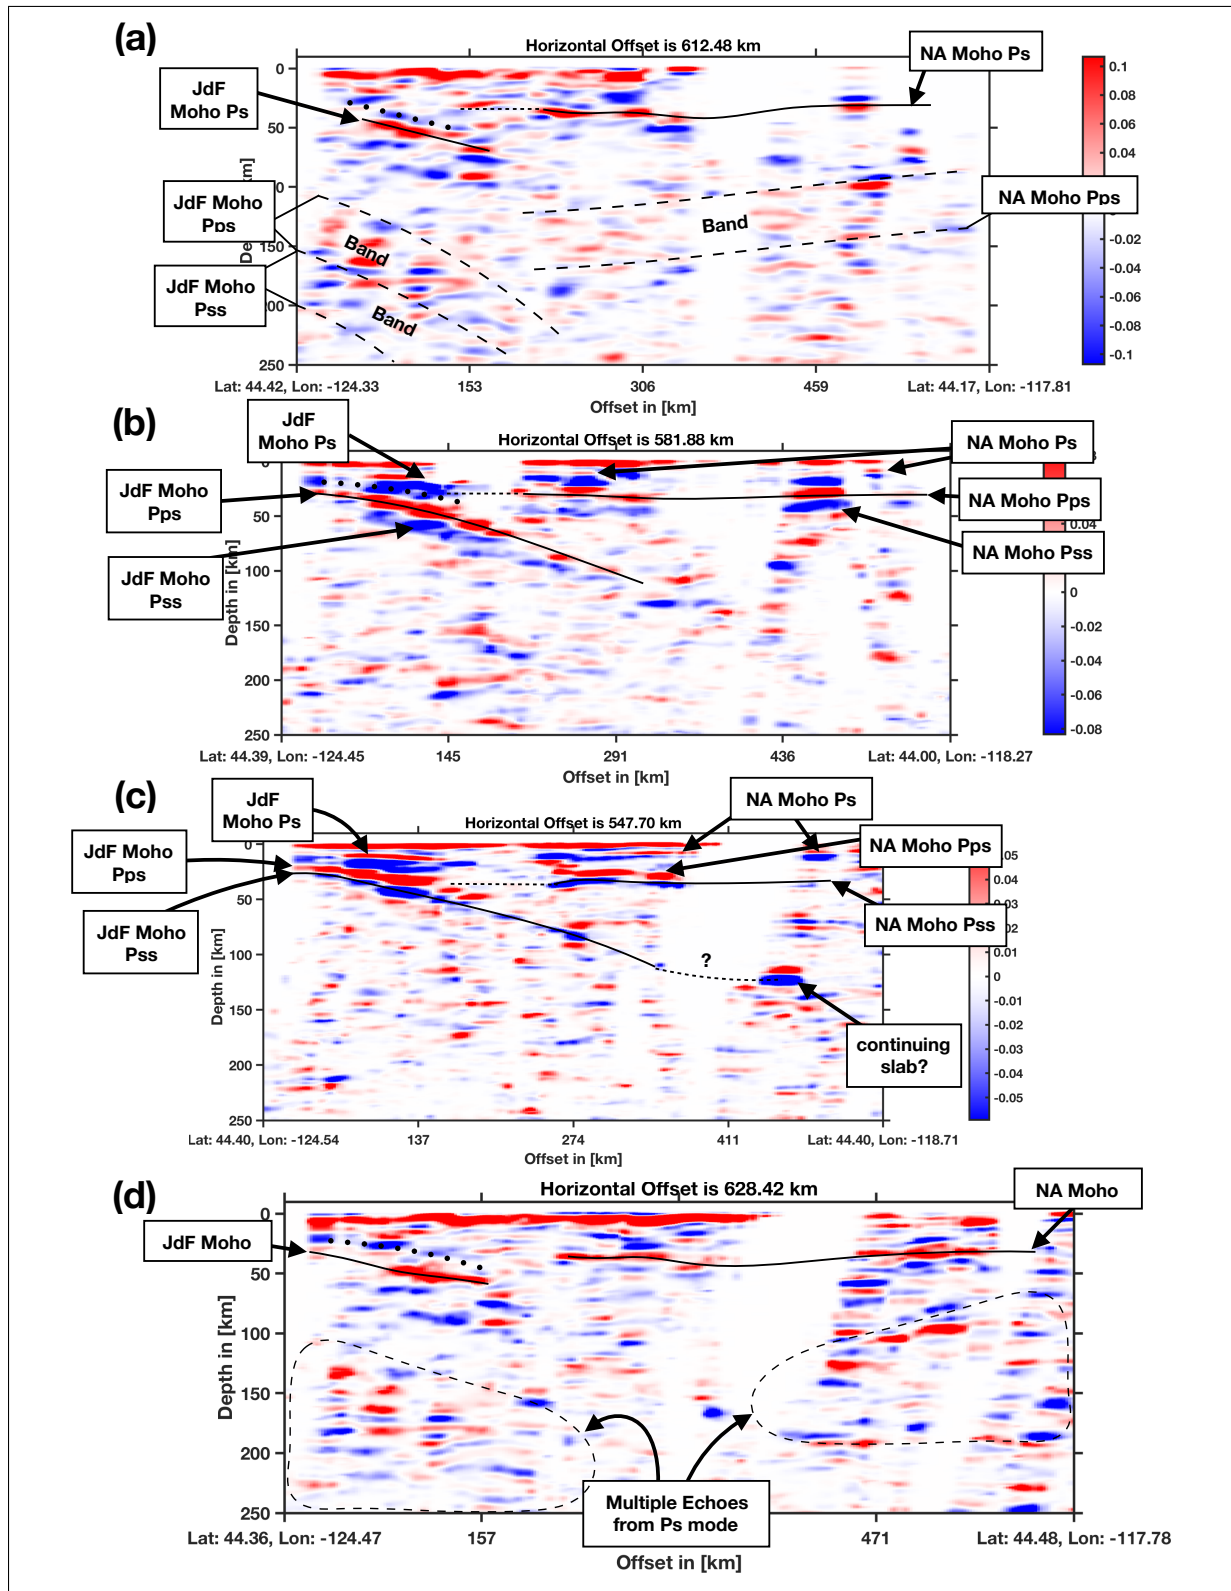 (a)
Horizontal Offset is 612.48 km
NA Moho Ps
JdF
Moho Ps
JdF Moho
Pps
JdF Moho
Pss
NA Moho Pps
Band
Band
Band
0
50
150
250
Lat: 44.42, Lon: -124.33
153
306
459
Lat: 44.17, Lon: -117.81
Offset in [km]
0.1
0.08
0.06
0.04
-0.02
-0.04
-0.06
-0.08
-0.1
(b)
Horizontal Offset is 581.88 km
JdF
Moho Ps
JdF Moho
Pps
JdF Moho
Pss
NA Moho Ps
NA Moho Pps
NA Moho Pss
Depth in [km]
50
100
150
200
250
Lat: 44.39, Lon: -124.45
145
291
436
Lat: 44.00, Lon: -118.27
Offset in [km]
0.04
0
-0.02
-0.04
-0.06
-0.08
(c)
Horizontal Offset is 547.70 km
JdF
Moho Ps
JdF Moho
Pps
JdF Moho
Pss
NA Moho Ps
NA Moho Pps
NA Moho Pss
?
continuing
slab?
Depth in [km]
0
50
100
150
200
250
Lat: 44.40, Lon: -124.54
137
274
411
Lat: 44.40, Lon: -118.71
Offset in [km]
0.04
0.01
0
-0.01
-0.02
-0.03
-0.04
-0.05
(d)
Horizontal Offset is 628.42 km
NA Moho
JdF Moho
Multiple Echoes
from Ps mode
Depth in [km]
0
50
100
150
200
250
Lat: 44.36, Lon: -124.47
157
471
Lat: 44.48, Lon: -117.78
Offset in [km]